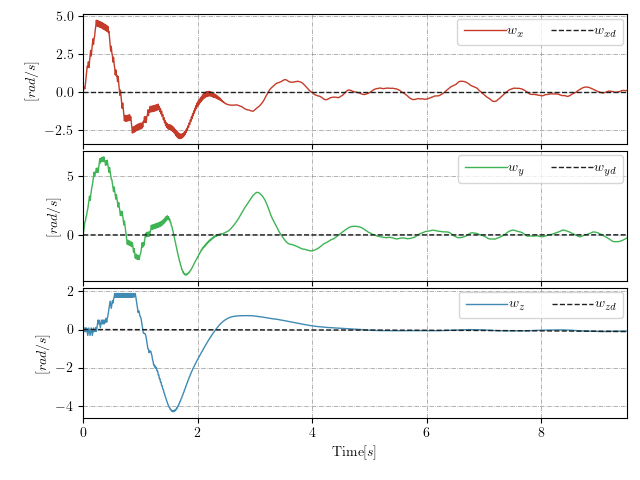 5.0
2.5
0.0
−2.5
[rad/s]
w_x w_xd
5
0
[rad/s]
w_y w_yd
2
0
−2
−4
[rad/s]
w_z w_zd
0 2 4 6 8
Time[s]